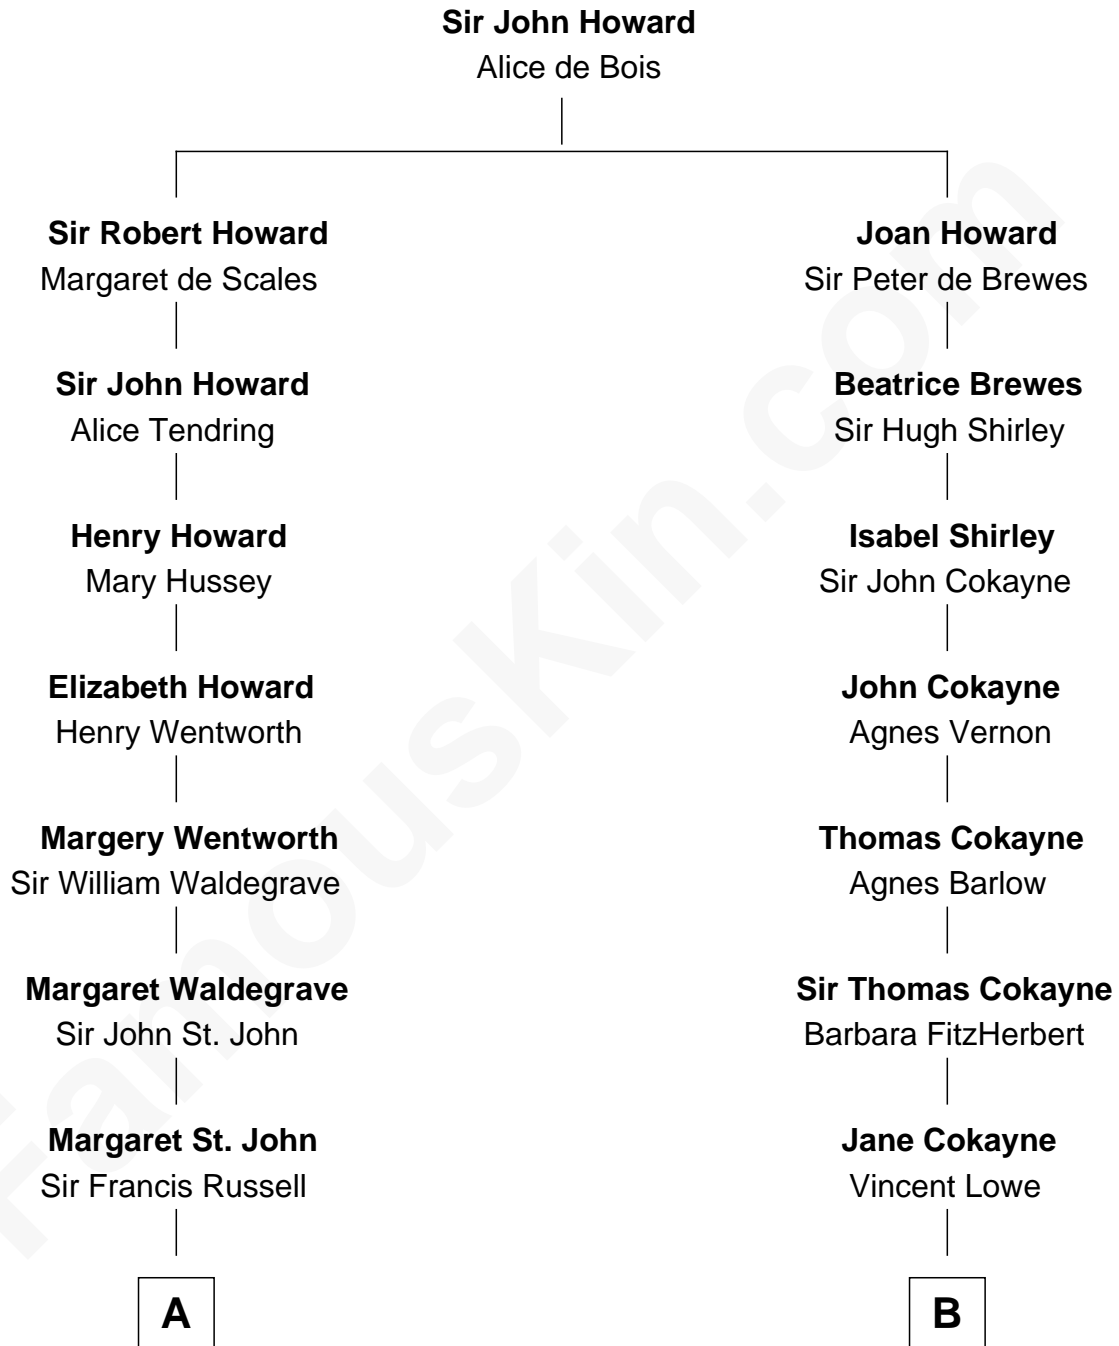 Sir John Howard
Alice de Bois
Sir Robert Howard
Margaret de Scales
Joan Howard
Sir Peter de Brewes
Sir John Howard
Alice Tendring
Beatrice Brewes
Sir Hugh Shirley
Henry Howard
Mary Hussey
Isabel Shirley
Sir John Cokayne
Elizabeth Howard
Henry Wentworth
John Cokayne
Agnes Vernon
Margery Wentworth
Sir William Waldegrave
Thomas Cokayne
Agnes Barlow
Margaret Waldegrave
Sir John St. John
Sir Thomas Cokayne
Barbara FitzHerbert
Margaret St. John
Sir Francis Russell
Jane Cokayne
Vincent Lowe
A
B
FamousKin.com